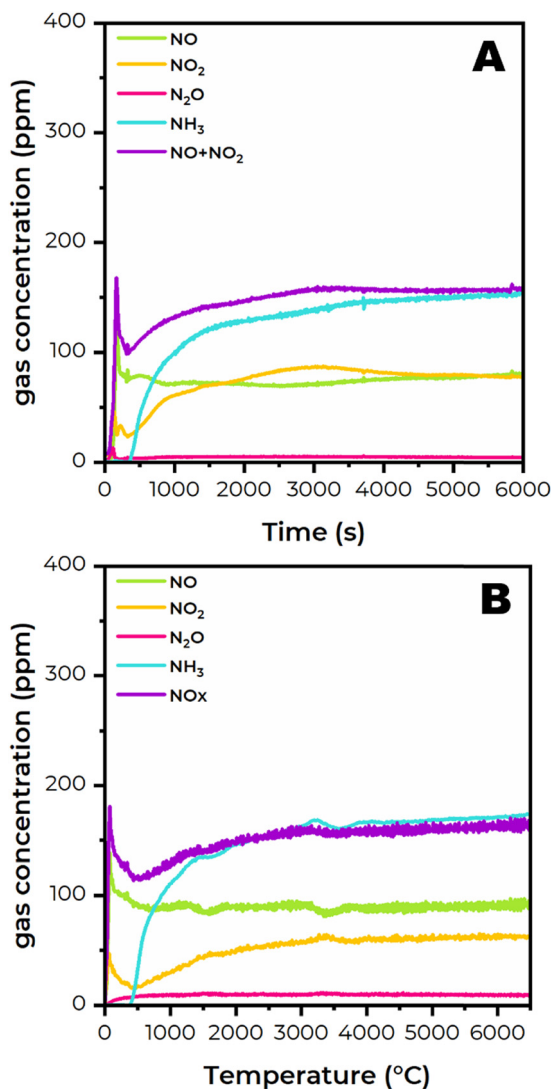 A
NO
NO₂
N₂O
NH₃
NO+NO₂
gas concentration (ppm)
400
300
200
100
0
0 1000 2000 3000 4000 5000 6000
Time (s)
B
NO
NO₂
N₂O
NH₃
NOx
gas concentration (ppm)
400
300
200
100
0
0 1000 2000 3000 4000 5000 6000
Temperature (°C)